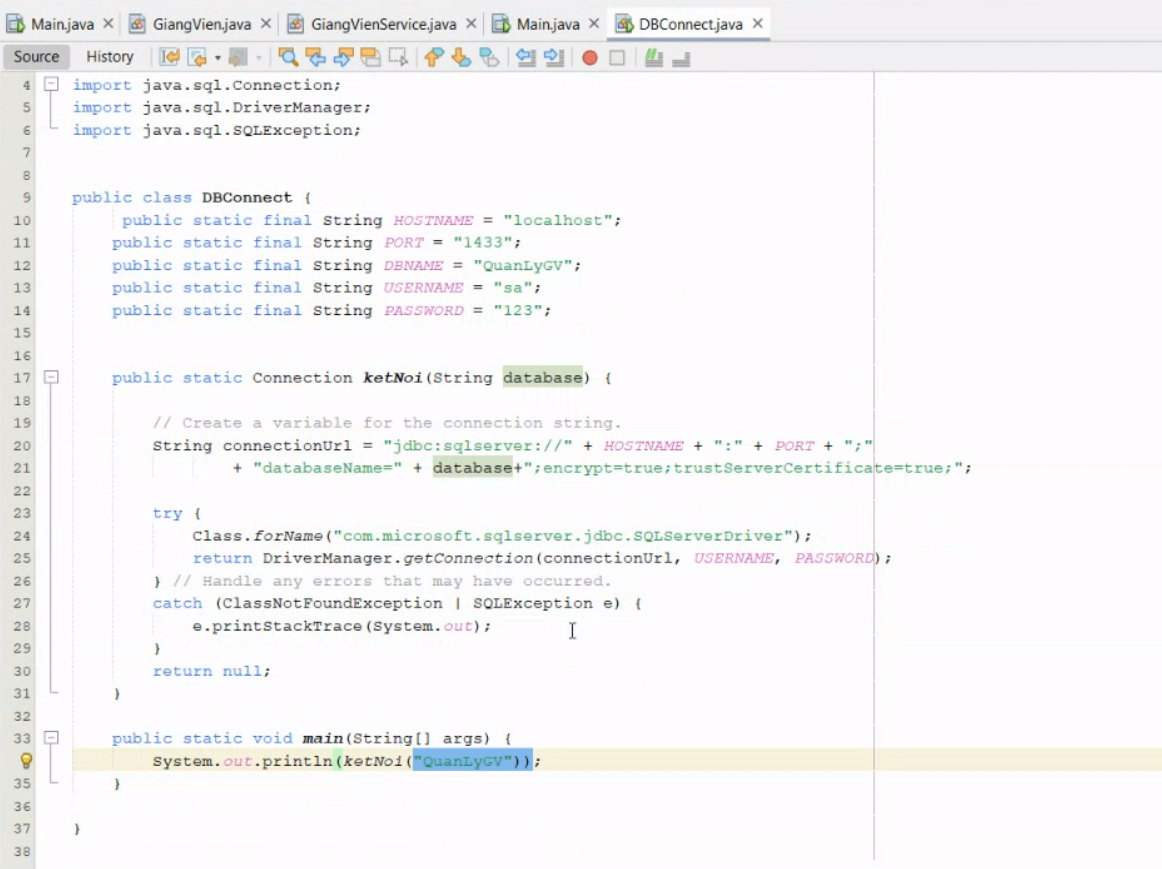 Main.java GiangVien.java GiangVienService.java Main.java DBConnect.java
Source History
4 import java.sql.Connection;
5 import java.sql.DriverManager;
6 import java.sql.SQLException;
7
8
9 public class DBConnect {
10 public static final String HOSTNAME = "localhost";
11 public static final String PORT = "1433";
12 public static final String DBNAME = "QuanLyGV";
13 public static final String USERNAME = "sa";
14 public static final String PASSWORD = "123";
15
16
17 public static Connection ketNoi(String database) {
18
19 // Create a variable for the connection string.
20 String connectionUrl = "jdbc:sqlserver://" + HOSTNAME + ":" + PORT + ";"
21 + "databaseName=" + database+";encrypt=true;trustServerCertificate=true;";
22
23 try {
24 Class.forName("com.microsoft.sqlserver.jdbc.SQLServerDriver");
25 return DriverManager.getConnection(connectionUrl, USERNAME, PASSWORD);
26 } // Handle any errors that may have occurred.
27 catch (ClassNotFoundException | SQLException e) {
28 e.printStackTrace(System.out);
29 }
30 return null;
31 }
32
33 public static void main(String[] args) {
System.out.println(ketNoi("QuanLyGV"));
35 }
36
37 }
38